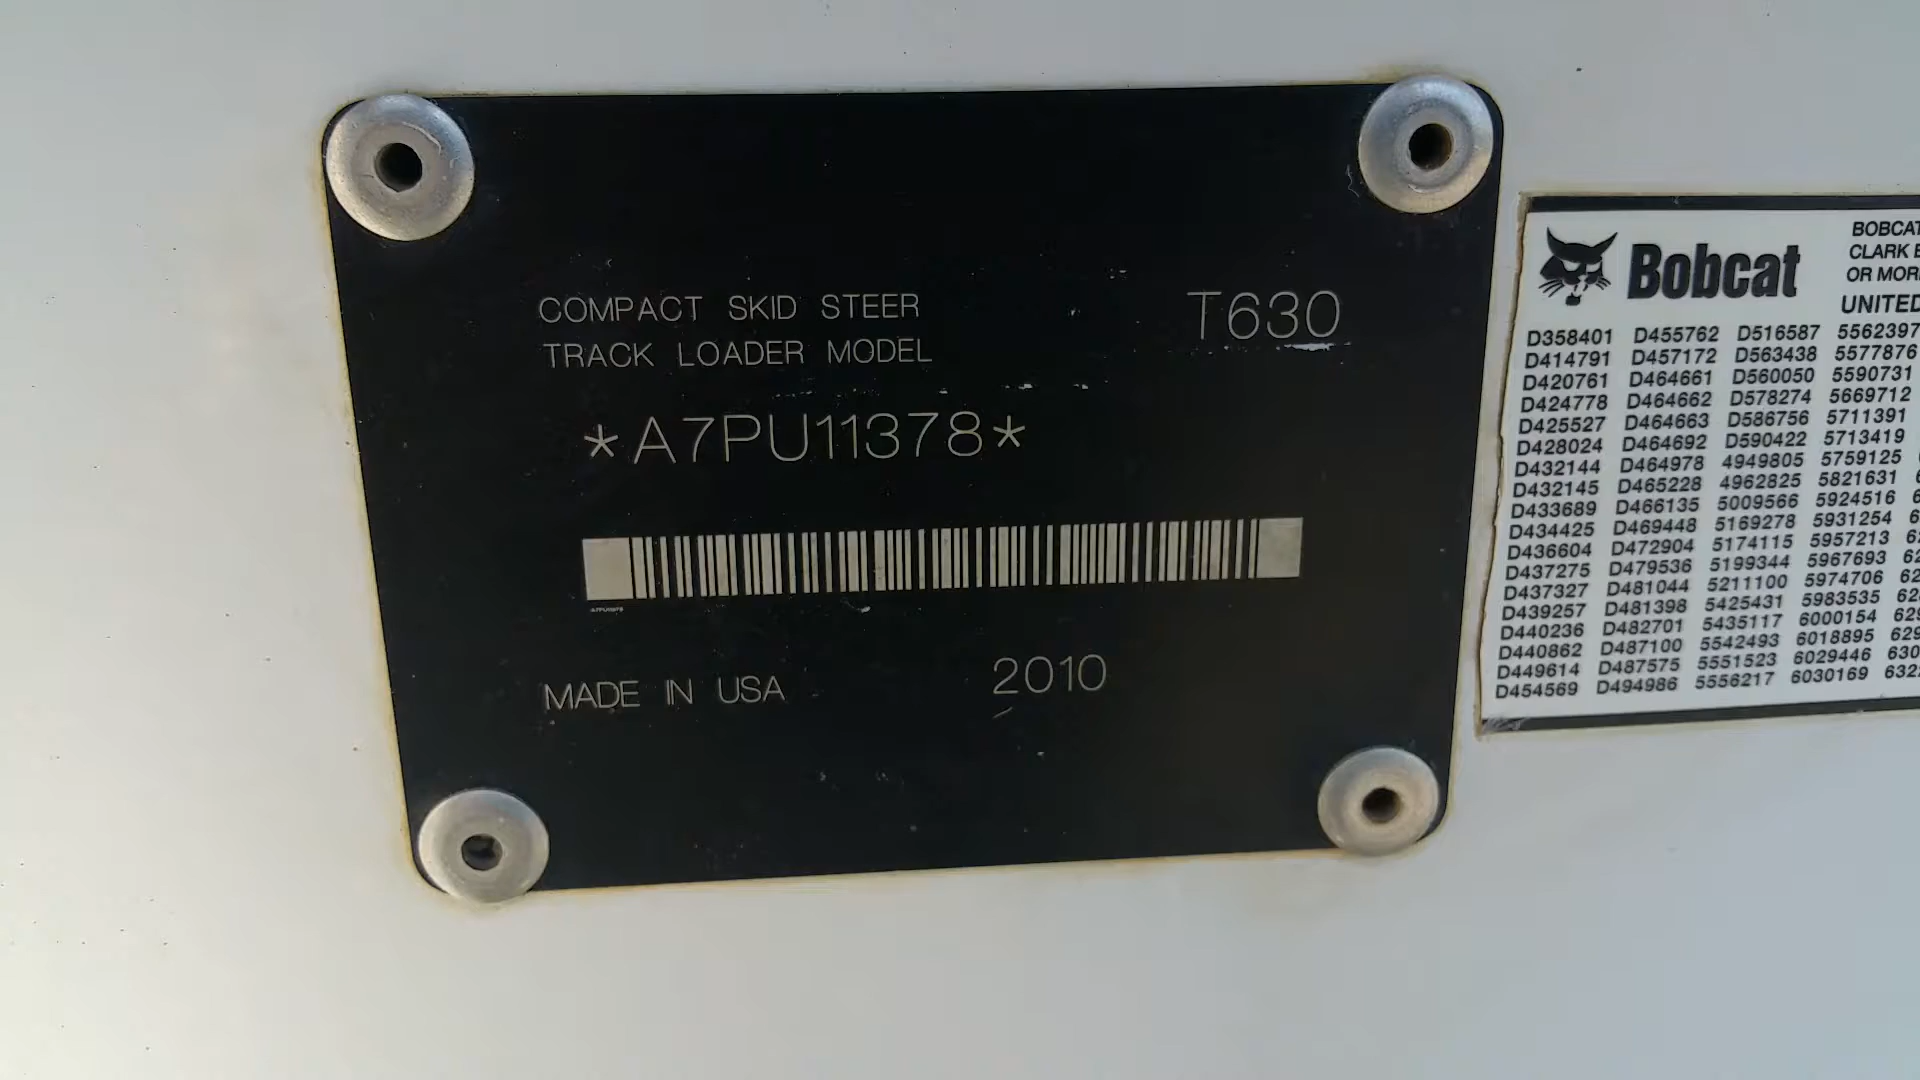 COMPACT SKID STEER
TRACK LOADER MODEL
T630
*A7PU11378*
MADE IN USA
2010
Bobcat
BOBCAT
CLARK
OR
UNITED
D358401 D455762 D516587 5562397
D414791 D457172 D563438 5577876
D420761 D464661 D560050 5590731
D424778 D464662 D578274 5669712
D425527 D464663 D586756 5711391
D428024 D464692 D590422 5713419
D432144 D464978 4949805 5759125
D432145 D465228 4962825 5821631
D433689 D466135 5009566 5924516
D434425 D469448 5169278 5931254
D436604 D472904 5174115 5957213
D437275 D479536 5199344 5967693
D437327 D481044 5211100 5974706
D439257 D481398 5425431 5983535
D440236 D482701 5435117 6000154
D440862 D487100 5542493 6018895
D449614 D487575 5551523 6029446
D454569 D494986 5556217 6030169